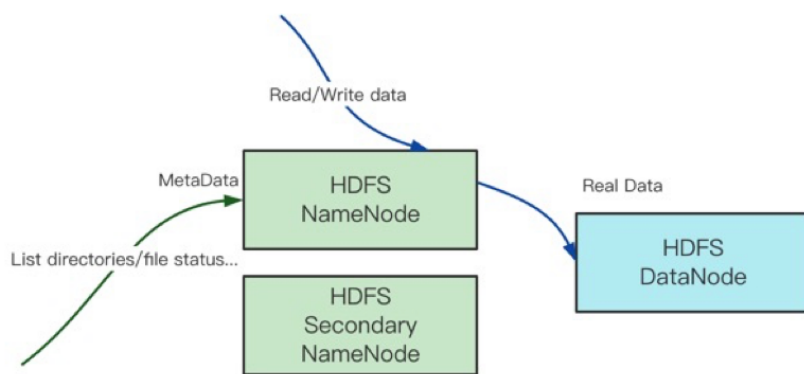 Read/Write data
MetaData
HDFS
NameNode
Real Data
List directories/file status...
HDFS
DataNode
HDFS
Secondary
NameNode